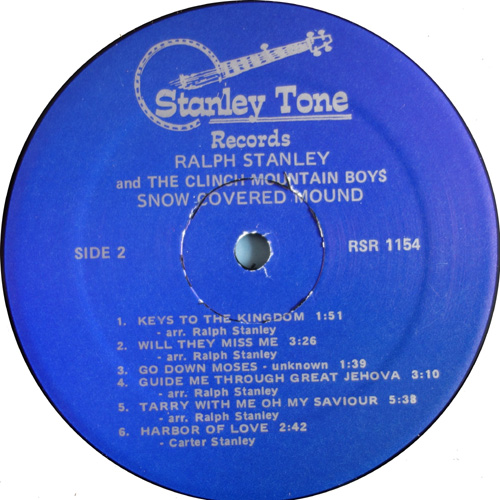 Stanley Tone
Records
RALPH STANLEY
and THE CLINCH MOUNTAIN BOYS
SNOW COVERED MOUND
SIDE 2
RSR 1154
1. KEYS TO THE KINGDOM 1:51
- arr. Ralph Stanley
2. WILL THEY MISS ME 3:26
- arr. Ralph Stanley
3. GO DOWN MOSES - unknown 1:39
4. GUIDE ME THROUGH GREAT JEHOVA 3:10
- arr. Ralph Stanley
5. TARRY WITH ME OH MY SAVIOUR 5:38
- arr. Ralph Stanley
6. HARBOR OF LOVE 2:42
- Carter Stanley